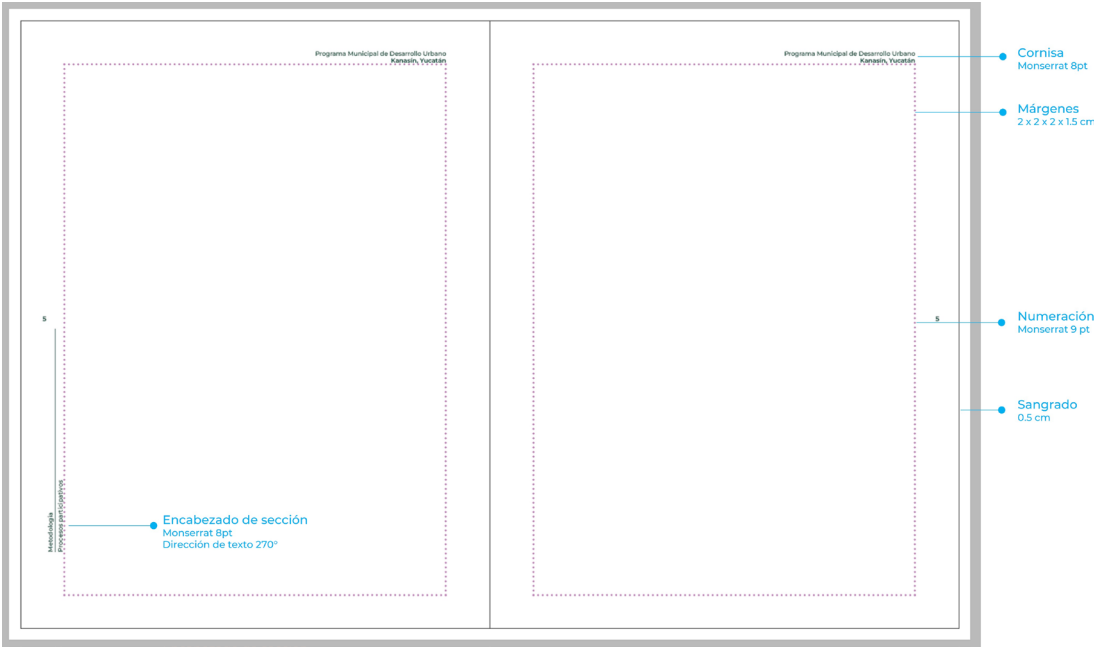 Programa Municipal de Desarrollo Urbano
Kanasín, Yucatán
5
Metodología
Procesos participativos
Encabezado de sección
Monserrat 8pt
Dirección de texto 270°
Programa Municipal de Desarrollo Urbano
Kanasín, Yucatán
5
Cornisa
Monserrat 8pt
Márgenes
2 x 2 x 2 x 1.5 cm
Numeración
Monserrat 9 pt
Sangrado
0.5 cm